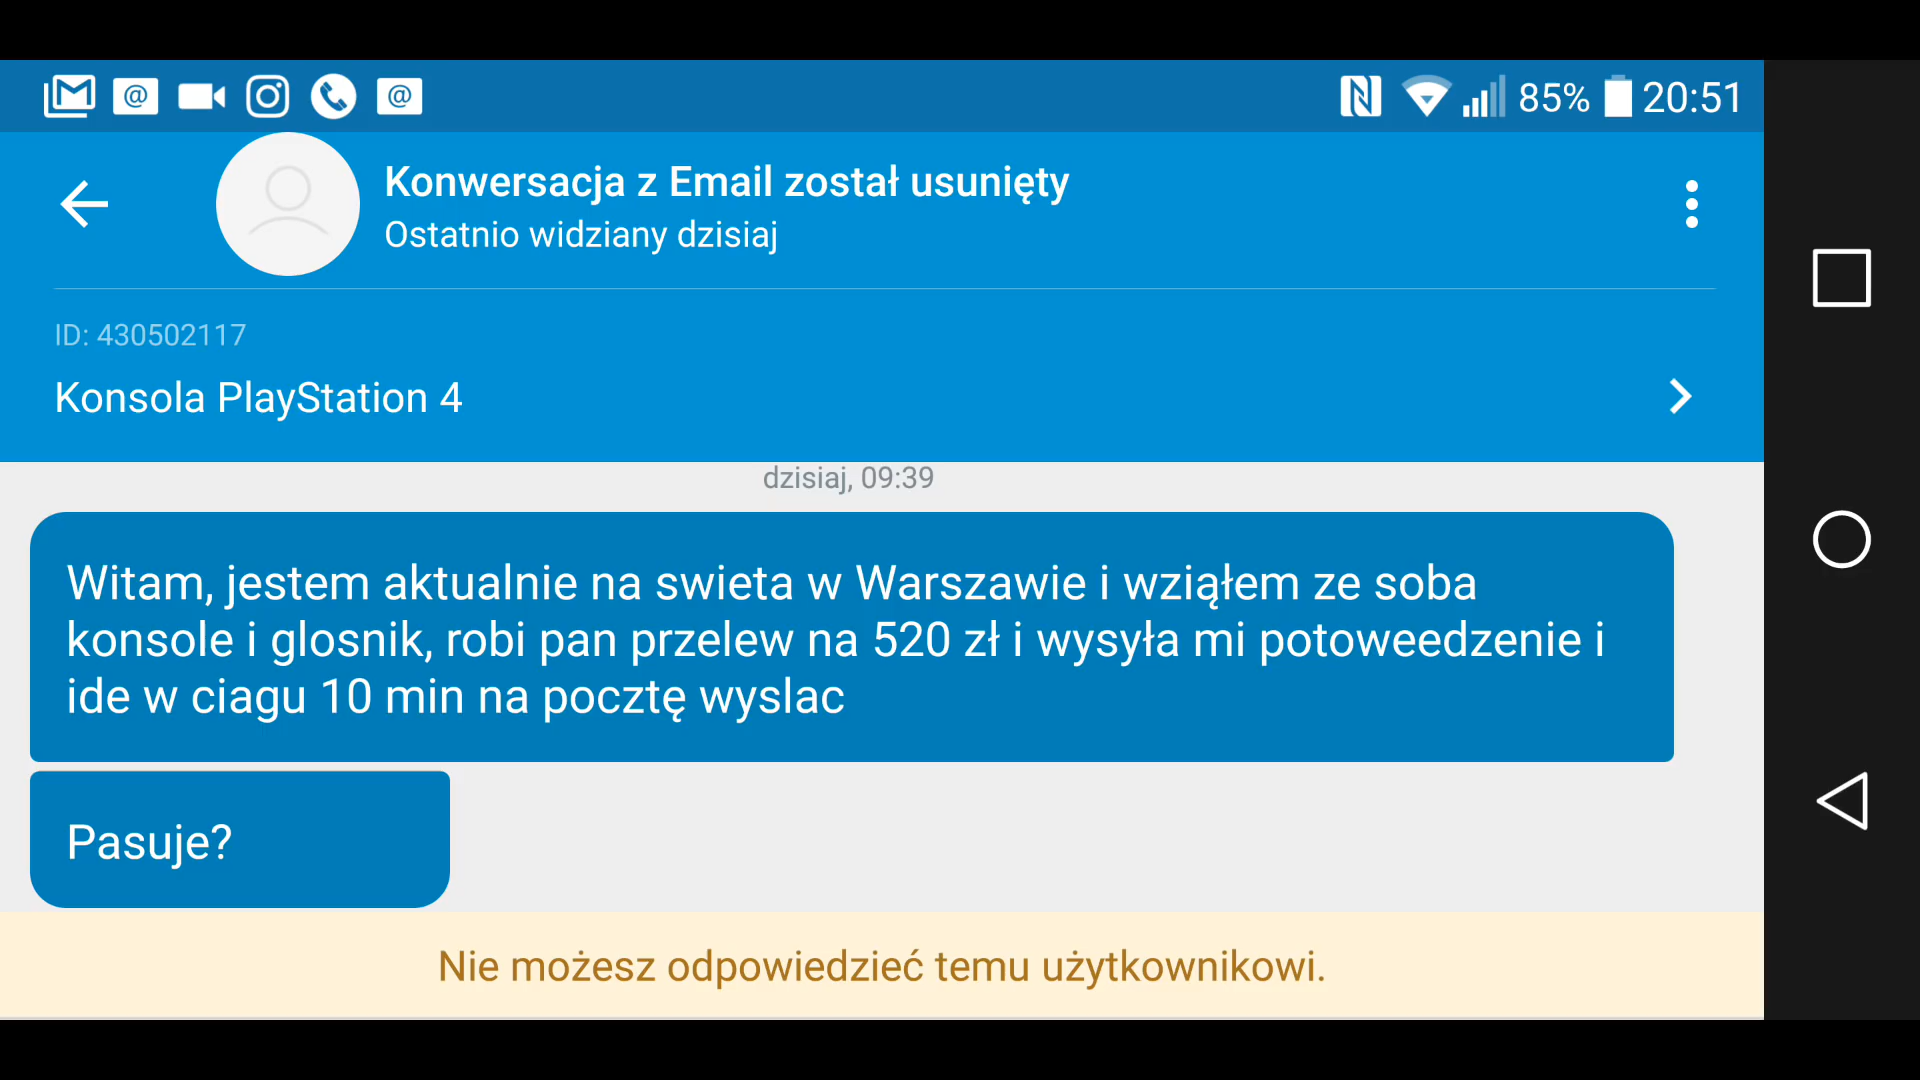 85% 20:51
Konwersacja z Email został usunięty
Ostatnio widziany dzisiaj
ID: 430502117
Konsola PlayStation 4
dzisiaj, 09:39
Witam, jestem aktualnie na swieta w Warszawie i wziąłem ze soba
konsole i glosnik, robi pan przelew na 520 zł i wysyła mi potoweedzenie i
ide w ciagu 10 min na pocztę wyslac
Pasuje?
Nie możesz odpowiedzieć temu użytkownikowi.